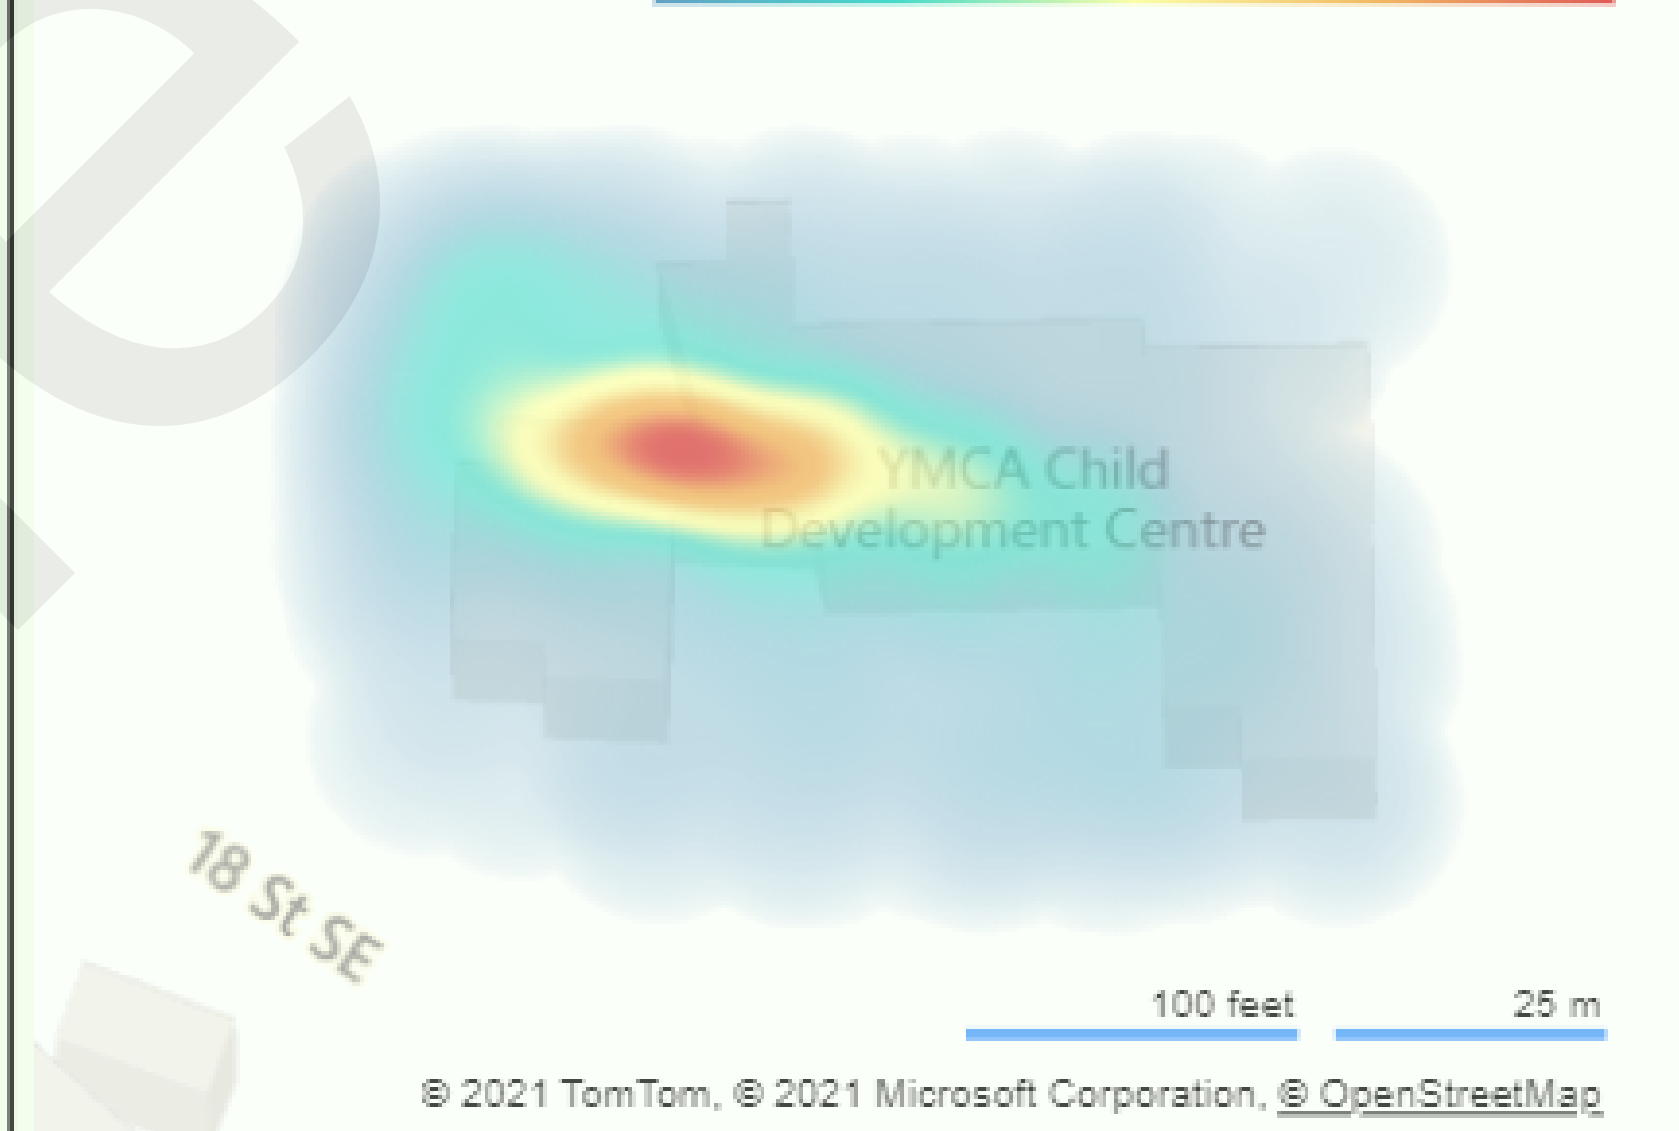 YMCA Child
Development Centre
18 St SE
100 feet 25 m
© 2021 TomTom, © 2021 Microsoft Corporation, © OpenStreetMap